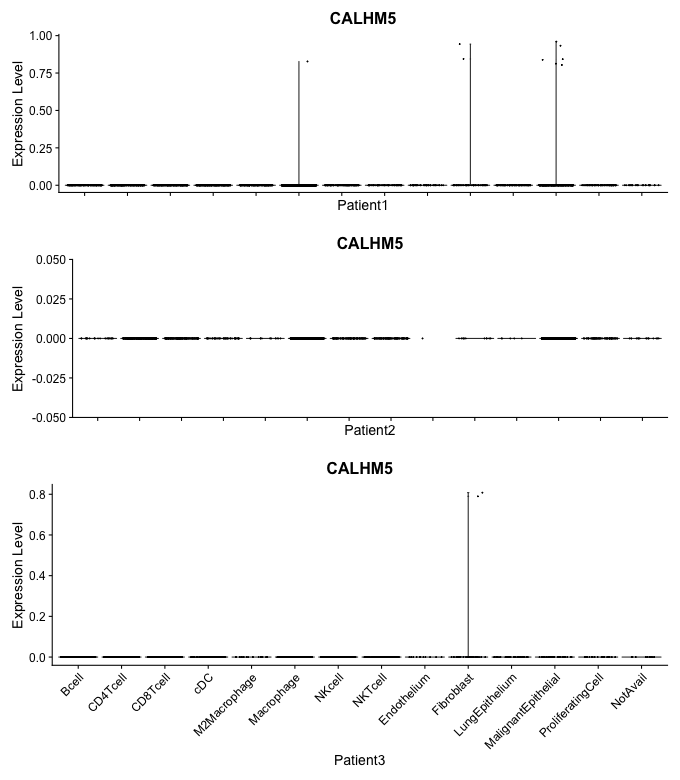 CALHM5
Expression Level
1.00
0.75
0.50
0.25
0.00
Patient1
CALHM5
Expression Level
0.050
0.025
0.000
-0.025
-0.050
Patient2
CALHM5
Expression Level
0.8
0.6
0.4
0.2
0.0
Bcell
CD4Tcell
CD8Tcell
cDC
M2Macrophage
Macrophage
NKcell
NKTcell
Endothelium
Fibroblast
LungEpithelium
MalignantEpithelial
ProliferatingCell
NotAvail
Patient3